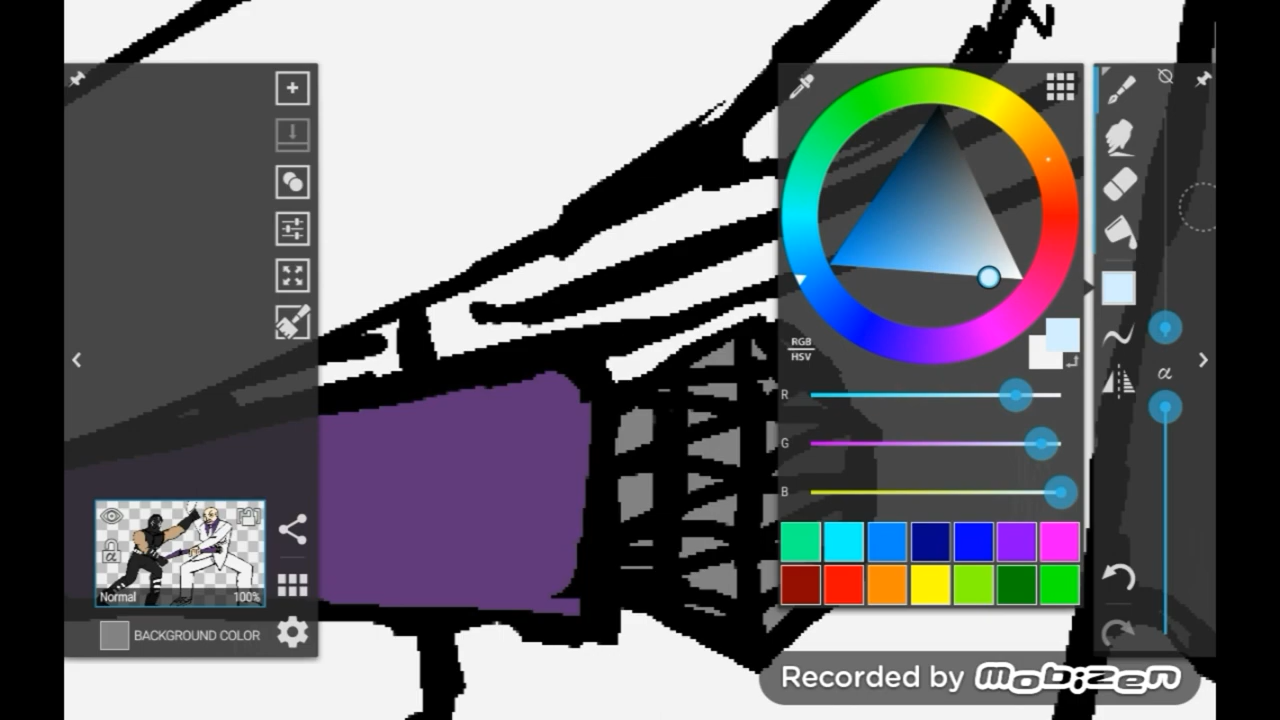 RGB
HSV
α
R
G
B
α
Normal 100%
BACKGROUND COLOR
Recorded by mobizen